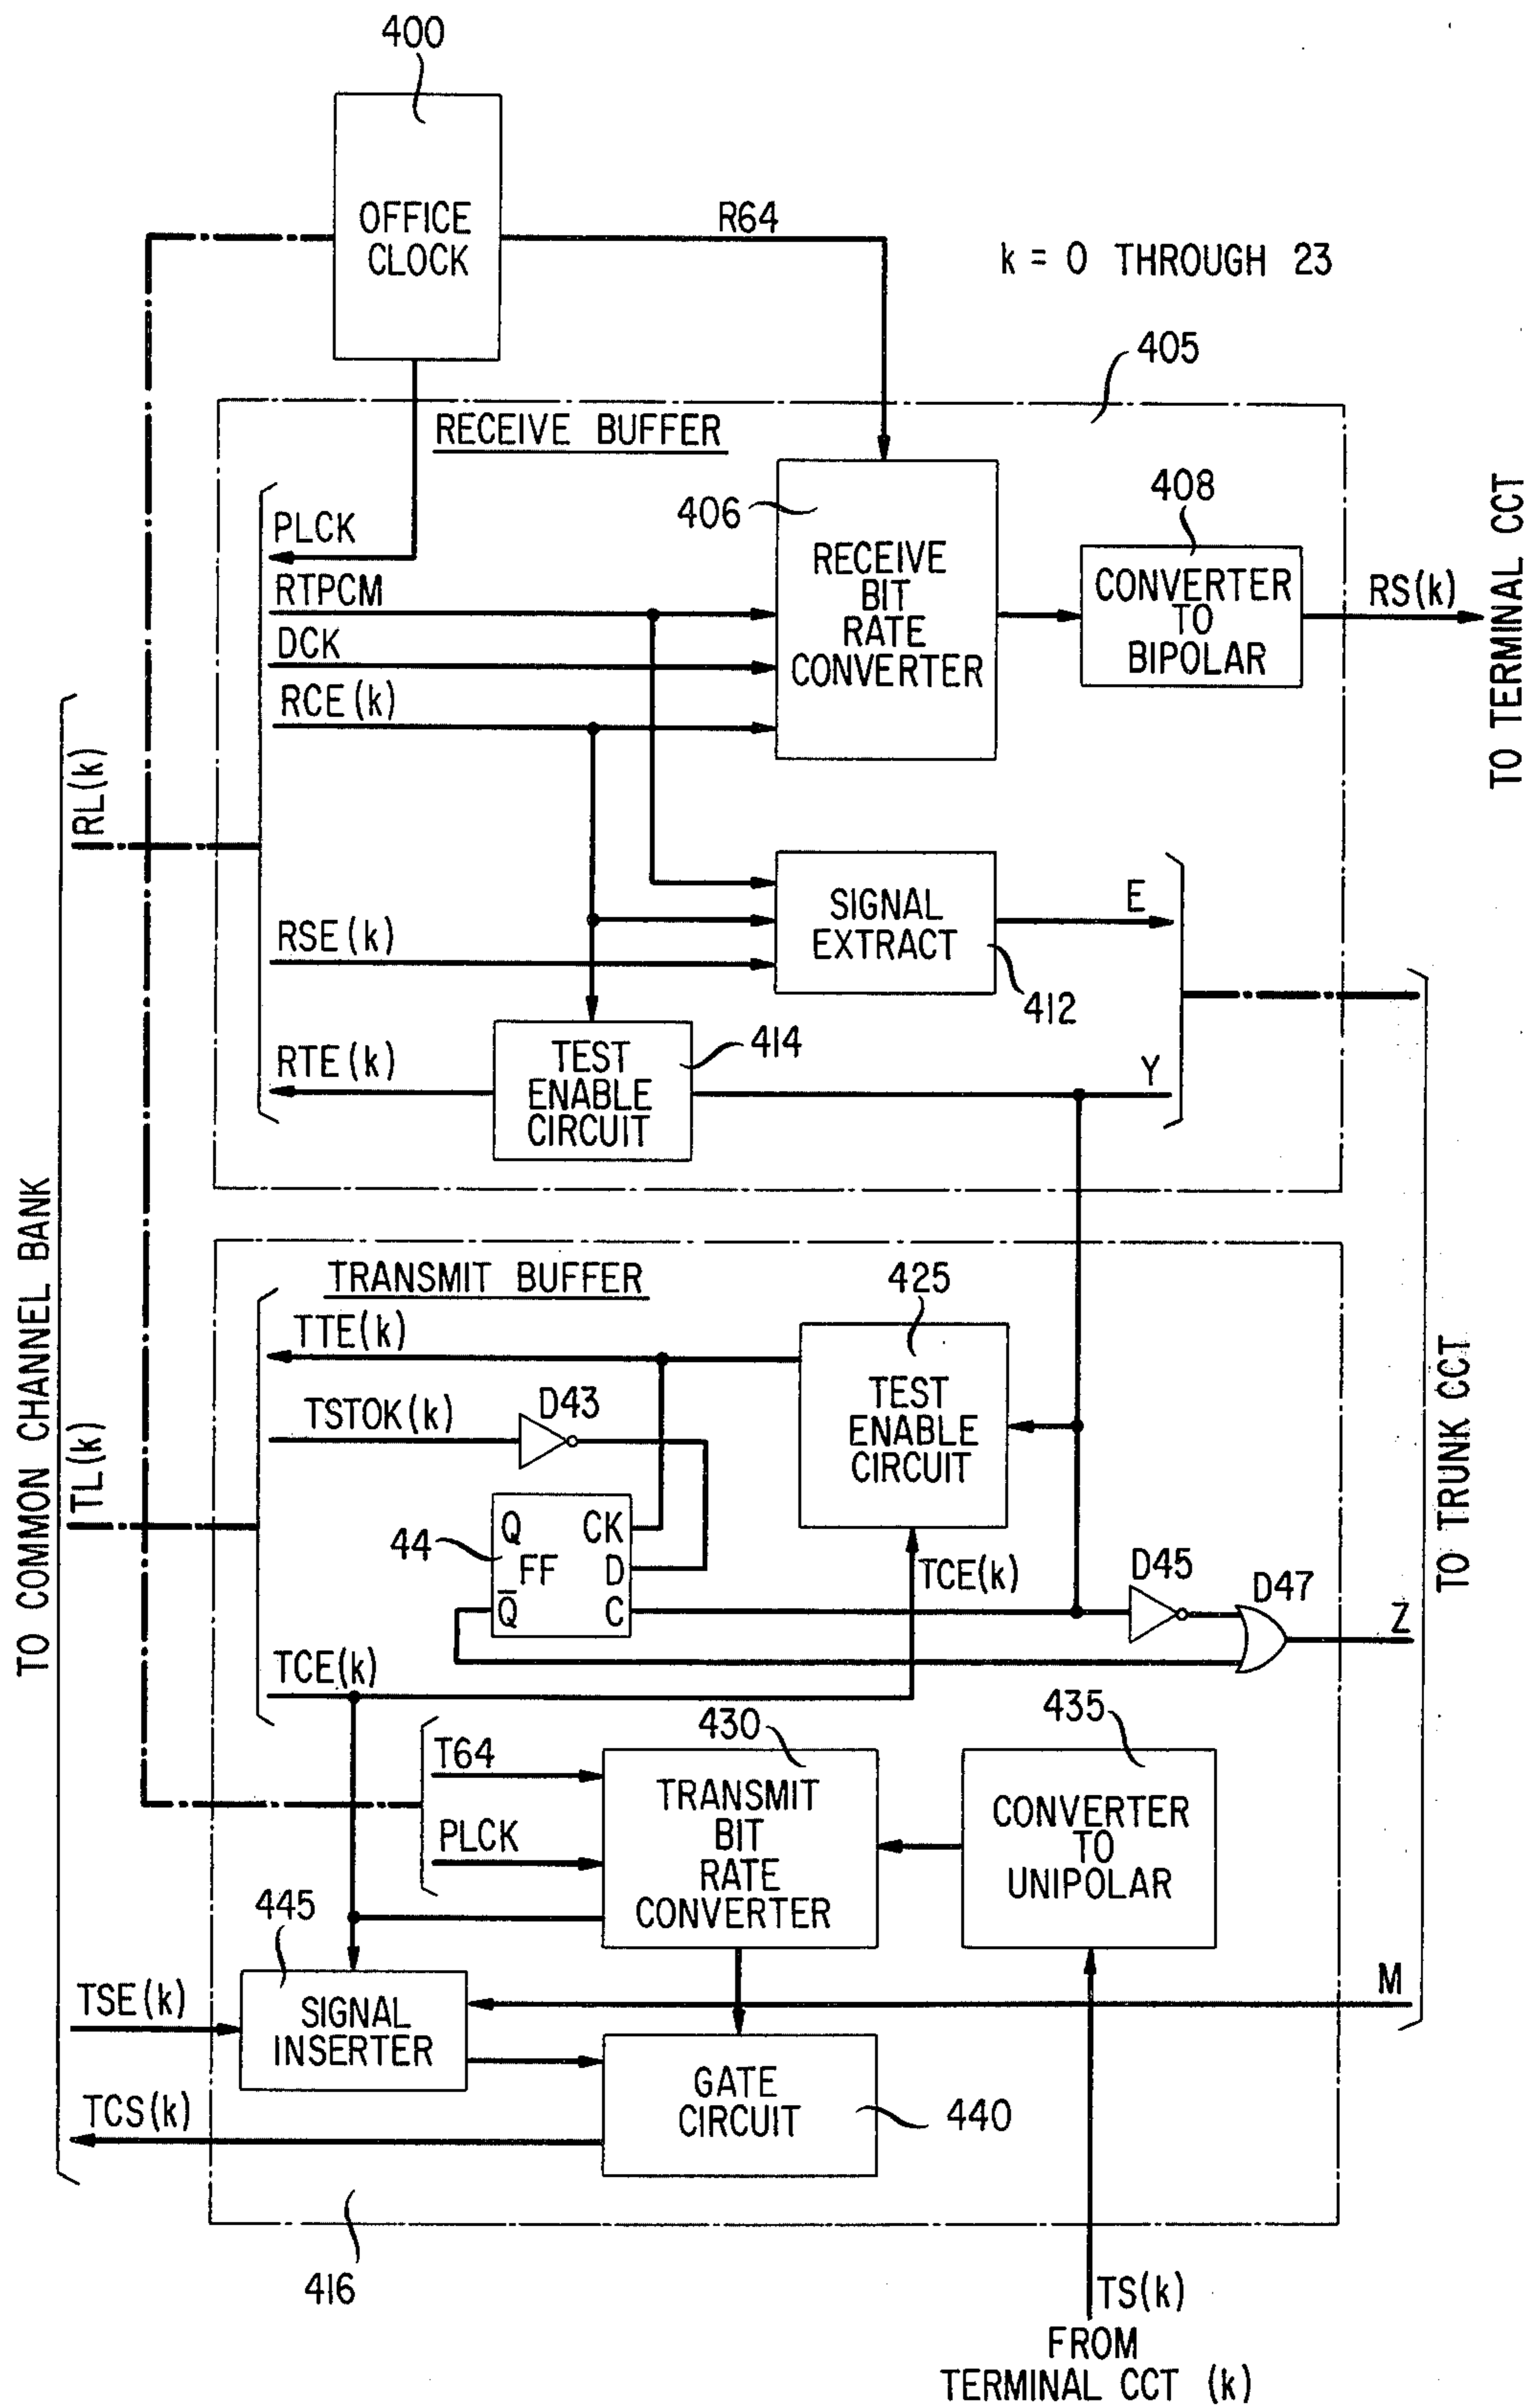 400
OFFICE
CLOCK
R64
k = 0 THROUGH 23
405
RECEIVE BUFFER
PLCK
RTPCM
DCK
RCE(k)
406
RECEIVE
BIT
RATE
CONVERTER
408
CONVERTER
TO
BIPOLAR
RS(k)
TO TERMINAL CCT
RL(k)
RSE(k)
SIGNAL
EXTRACT
412
E
RTE(k)
TEST
ENABLE
CIRCUIT
414
Y
TO COMMON CHANNEL BANK
TRANSMIT BUFFER
TTE(k)
TSTOK(k)
D43
425
TEST
ENABLE
CIRCUIT
TO TRUNK CCT
TL(k)
44
Q CK
FF D
Q̅ C
TCE(k)
D45
D47
Z
TCE(k)
T64
PLCK
430
TRANSMIT
BIT
RATE
CONVERTER
435
CONVERTER
TO
UNIPOLAR
445
TSE(k)
SIGNAL
INSERTER
M
TCS(k)
GATE
CIRCUIT
440
416
TS(k)
FROM
TERMINAL CCT (k)